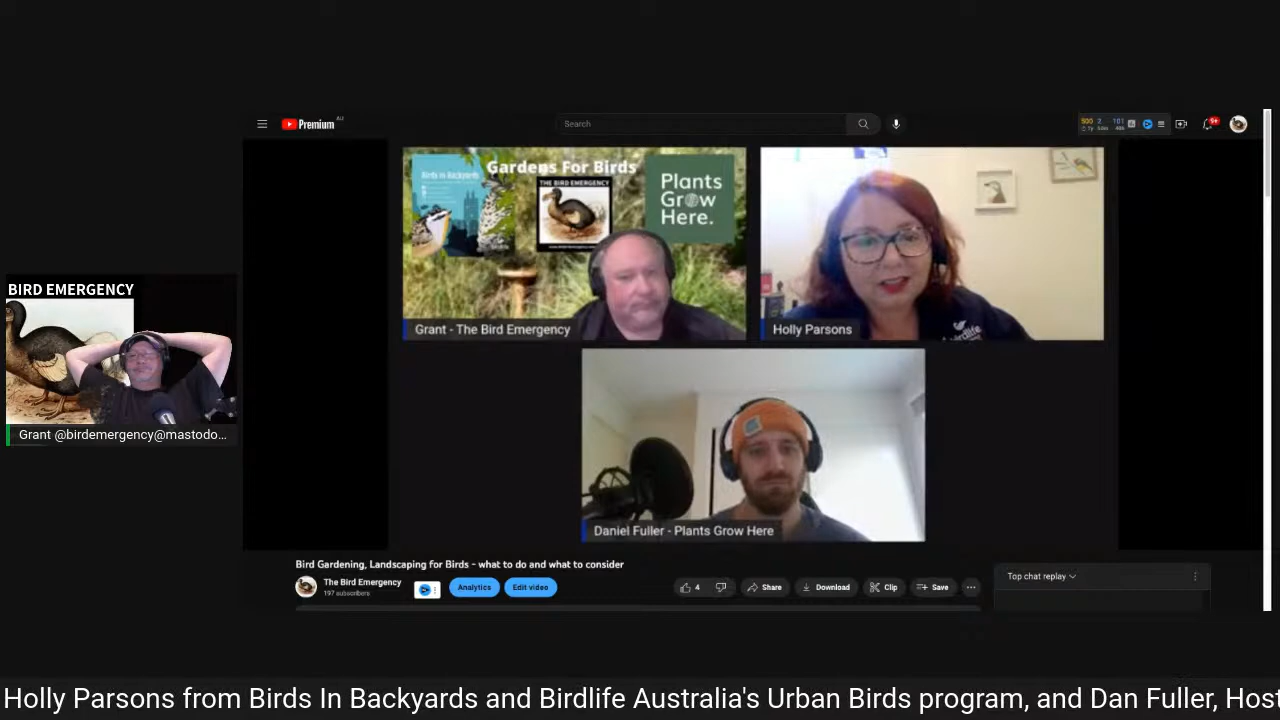 Premium AU
Search
9+
Birds in Backyards
Gardens For Birds
THE BIRD EMERGENCY
Plants
Grow
Here.
Grant - The Bird Emergency
Holly Parsons
birdlife
BIRD EMERGENCY
Grant @birdemergency@mastodo...
Daniel Fuller - Plants Grow Here
Bird Gardening, Landscaping for Birds - what to do and what to consider
The Bird Emergency
197 subscribers
Analytics
Edit video
4
Share
Download
Clip
Save
Top chat replay
Holly Parsons from Birds In Backyards and Birdlife Australia's Urban Birds program, and Dan Fuller, Host